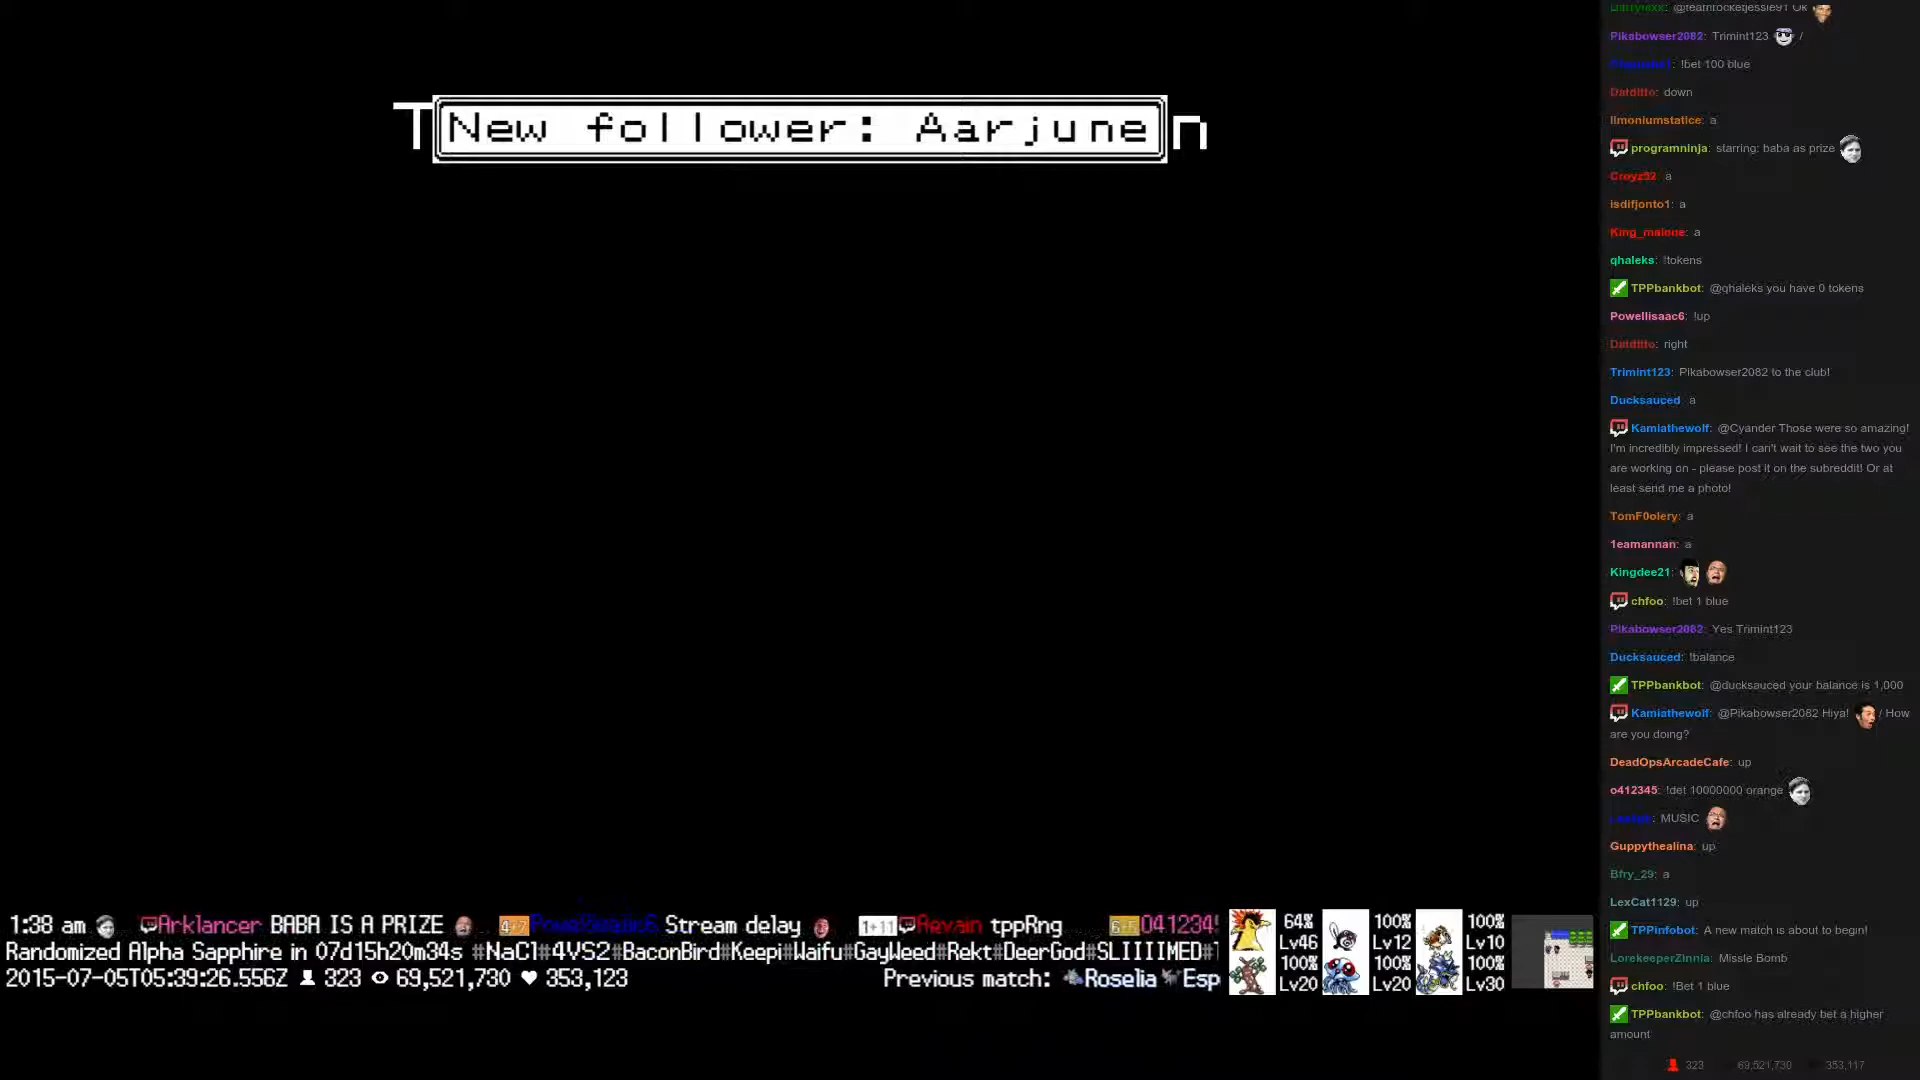 T New follower: Aarjune n
@teamrocketjessie91 Ok
Pikabowser2082: Trimint123 /
!bet 100 blue
Datditto: down
limoniumstatice: a
programninja: starring: baba as prize
Croyz92 a
isdifjonto1: a
King_malone: a
qhaleks: !tokens
TPPbankbot: @qhaleks you have 0 tokens
Powellisaac6: !up
Datditto: right
Trimint123: Pikabowser2082 to the club!
Ducksauced a
Kamiathewolf: @Cyander Those were so amazing!
I'm incredibly impressed! I can't wait to see the two you
are working on - please post it on the subreddit! Or at
least send me a photo!
TomF0olery: a
1eamannan: a
Kingdee21:
chfoo: !bet 1 blue
Pikabowser2082: Yes Trimint123
Ducksauced: !balance
TPPbankbot: @ducksauced your balance is 1,000
Kamiathewolf: @Pikabowser2082 Hiya! / How
are you doing?
DeadOpsArcadeCafe: up
o412345: !det 10000000 orange
MUSIC
Guppythealina: up
Bfry_29: a
LexCat1129: up
TPPinfobot: A new match is about to begin!
LorekeeperZinnia: Missle Bomb
chfoo: !Bet 1 blue
TPPbankbot: @chfoo has already bet a higher
amount
323 69,521,730 353,117
1:38 am Arklancer BABA IS A PRIZE 4+7 Stream delay 1+11 Revain tppRng 041234
Randomized Alpha Sapphire in 07d15h20m34s #NaCl#4VS2#BaconBird#Keepi#Waifu#GayWeed#Rekt#DeerGod#SLIIIIMED#
2015-07-05T05:39:26.556Z 323 69,521,730 353,123
Previous match: Roselia Esp
64% 100% 100%
Lv46 Lv12 Lv10
100% 100% 100%
Lv20 Lv20 Lv30